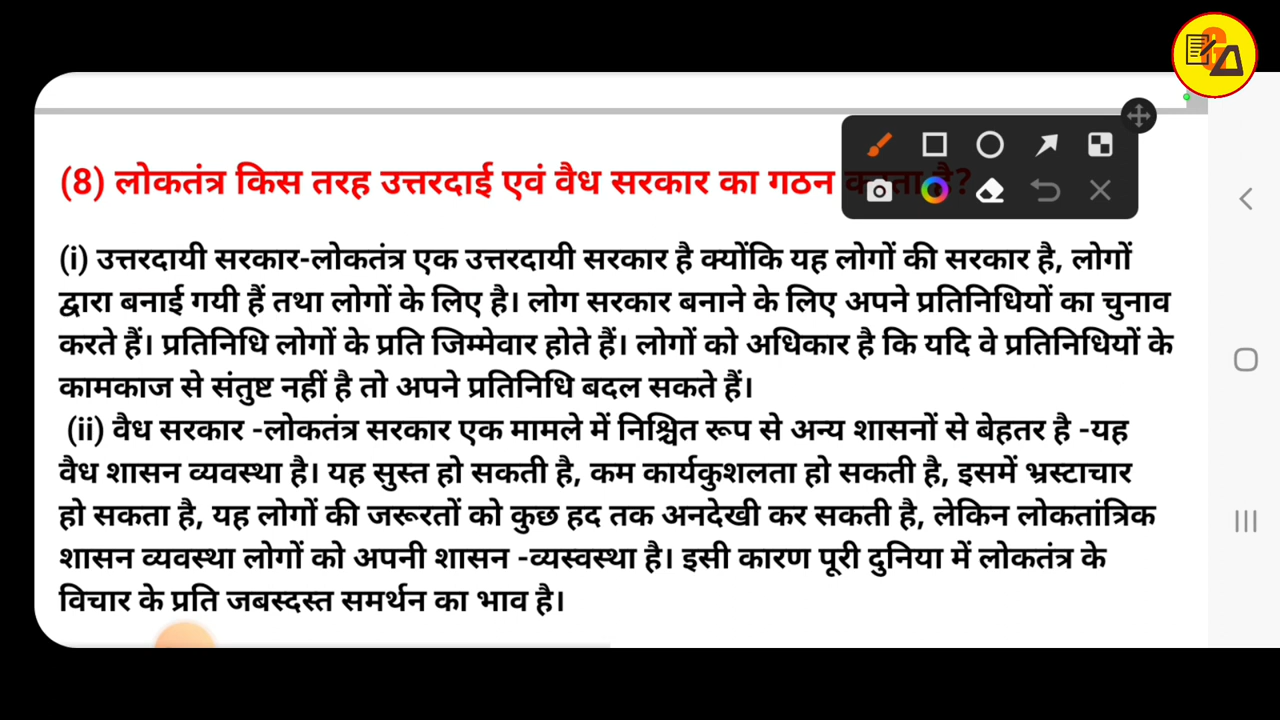 (8) लोकतंत्र किस तरह उत्तरदाई एवं वैध सरकार का गठन करता है?
(i) उत्तरदायी सरकार-लोकतंत्र एक उत्तरदायी सरकार है क्योंकि यह लोगों की सरकार है, लोगों
द्वारा बनाई गयी हैं तथा लोगों के लिए है। लोग सरकार बनाने के लिए अपने प्रतिनिधियों का चुनाव
करते हैं। प्रतिनिधि लोगों के प्रति जिम्मेवार होते हैं। लोगों को अधिकार है कि यदि वे प्रतिनिधियों के
कामकाज से संतुष्ट नहीं है तो अपने प्रतिनिधि बदल सकते हैं।
(ii) वैध सरकार -लोकतंत्र सरकार एक मामले में निश्चित रूप से अन्य शासनों से बेहतर है -यह
वैध शासन व्यवस्था है। यह सुस्त हो सकती है, कम कार्यकुशलता हो सकती है, इसमें भ्रस्टाचार
हो सकता है, यह लोगों की जरूरतों को कुछ हद तक अनदेखी कर सकती है, लेकिन लोकतांत्रिक
शासन व्यवस्था लोगों को अपनी शासन -व्यस्वस्था है। इसी कारण पूरी दुनिया में लोकतंत्र के
विचार के प्रति जबस्दस्त समर्थन का भाव है।